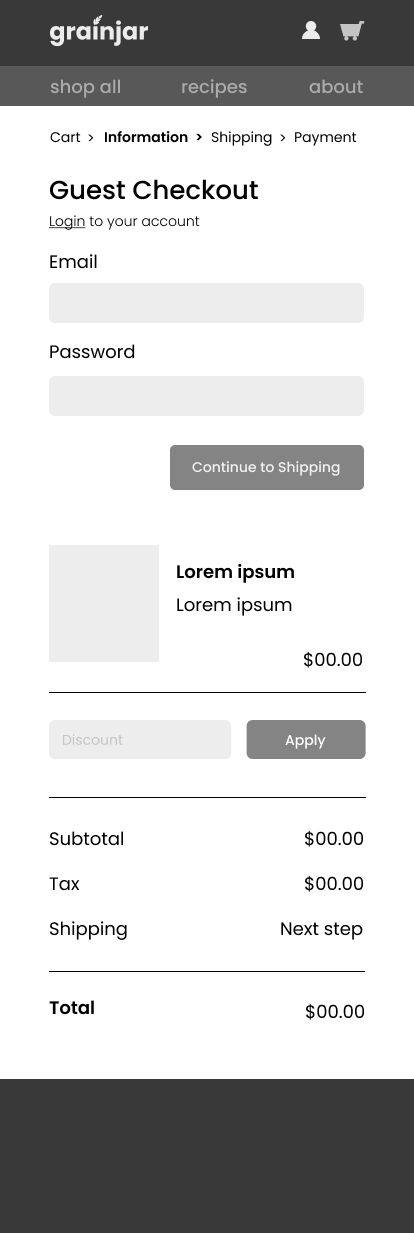 grainjar
shop all recipes about
Cart > Information > Shipping > Payment
Guest Checkout
Login to your account
Email
Password
Continue to Shipping
Lorem ipsum
Lorem ipsum
$00.00
Discount Apply
Subtotal $00.00
Tax $00.00
Shipping Next step
Total $00.00